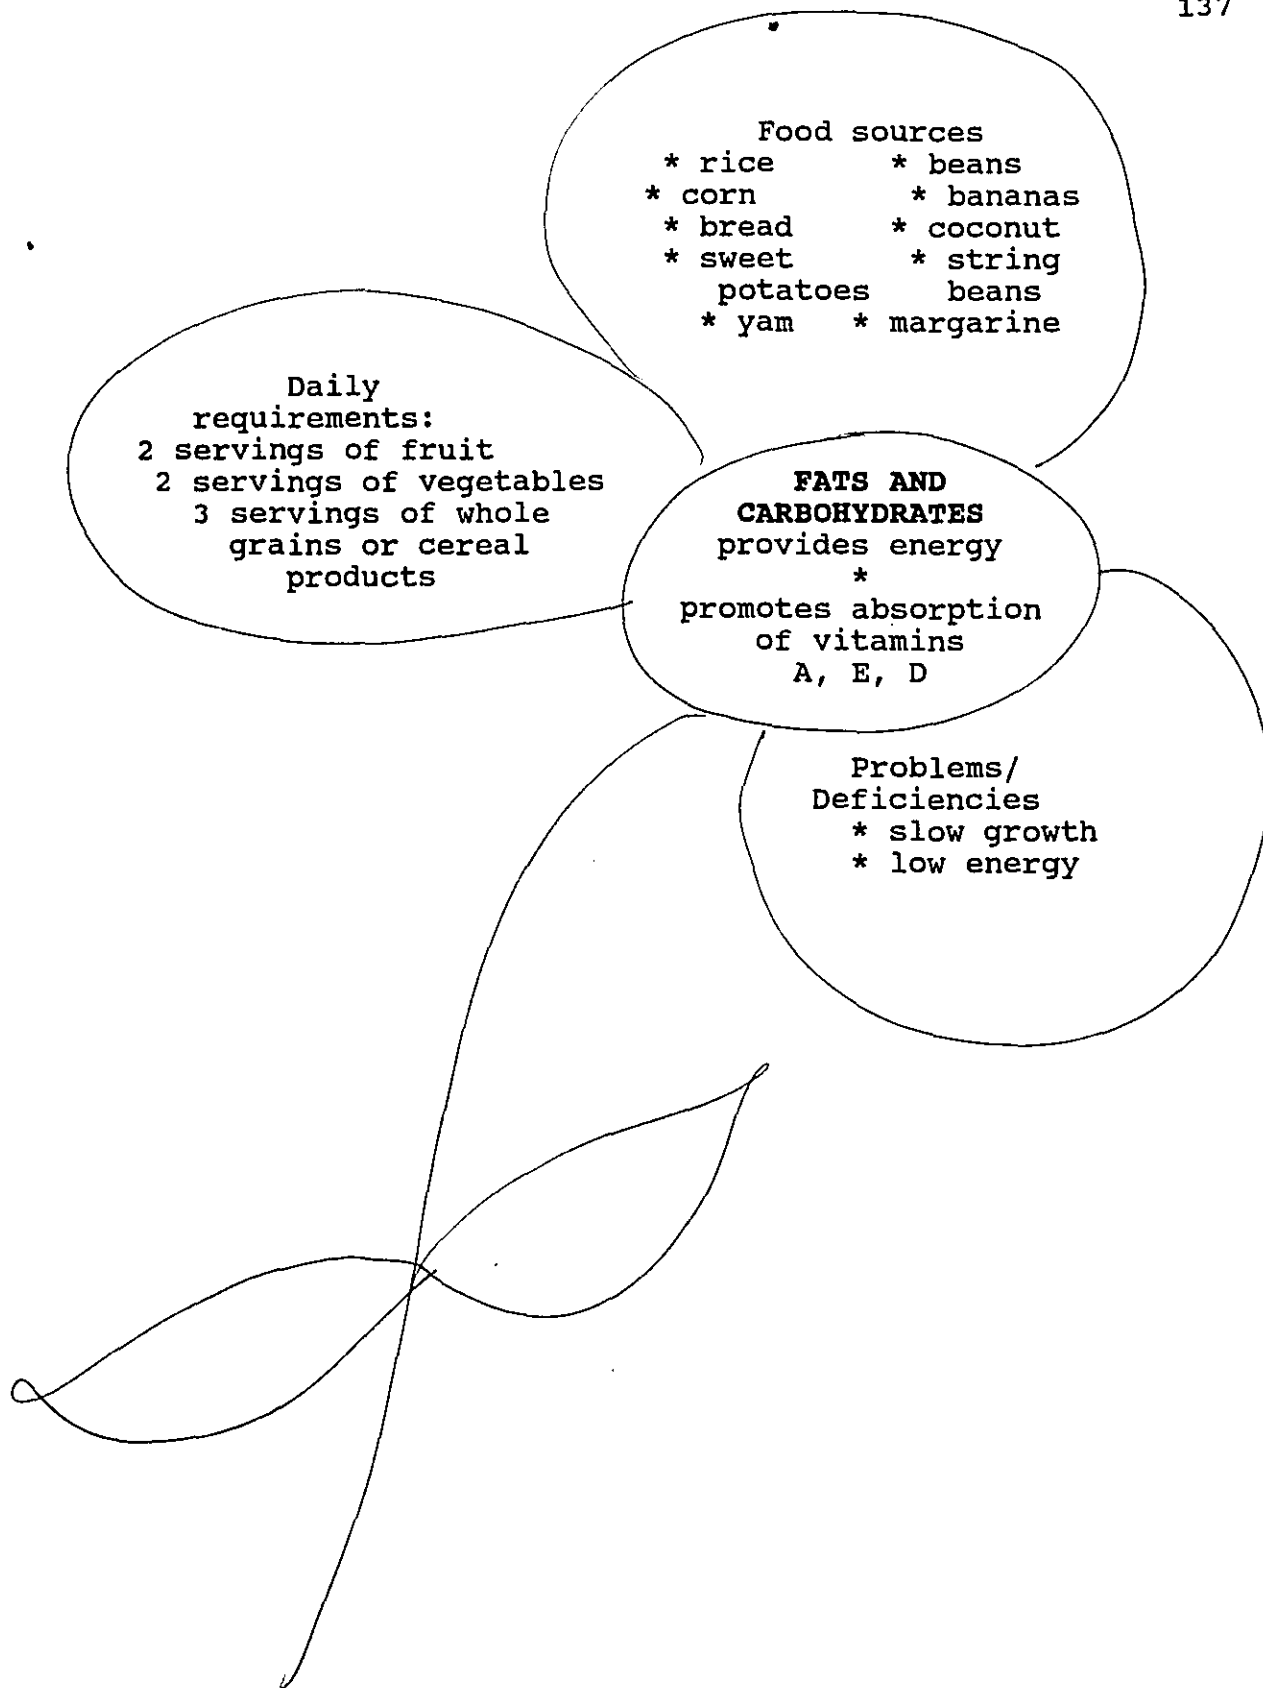 137
Food sources
* rice * beans
* corn * bananas
* bread * coconut
* sweet * string
potatoes beans
* yam * margarine
Daily
requirements:
2 servings of fruit
2 servings of vegetables
3 servings of whole
grains or cereal
products
FATS AND
CARBOHYDRATES
provides energy
*
promotes absorption
of vitamins
A, E, D
Problems/
Deficiencies
* slow growth
* low energy